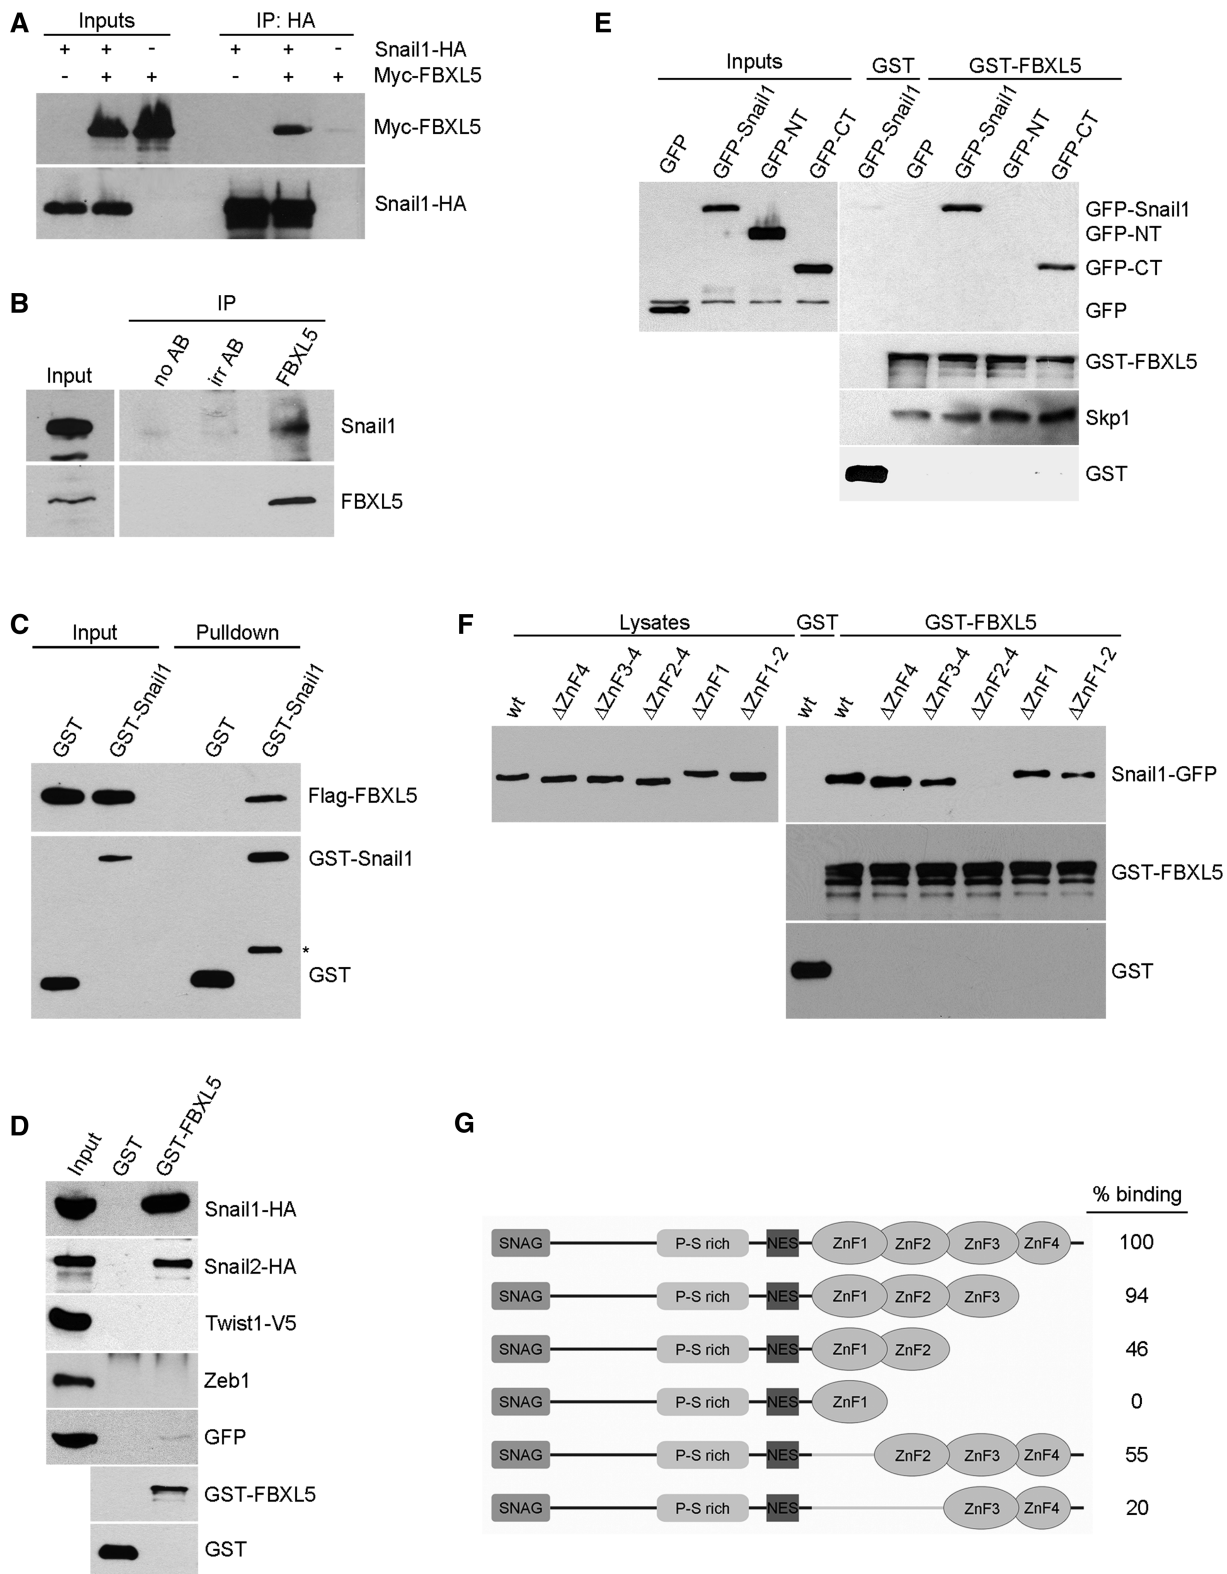 A
Inputs IP: HA
+ + - + + - Snail1-HA
- + + - + + Myc-FBXL5
Myc-FBXL5
Snail1-HA
B
IP
Input no AB irr AB FBXL5
Snail1
FBXL5
C
Input Pulldown
GST GST-Snail1 GST GST-Snail1
Flag-FBXL5
GST-Snail1
*
GST
D
Input GST GST-FBXL5
Snail1-HA
Snail2-HA
Twist1-V5
Zeb1
GFP
GST-FBXL5
GST
E
Inputs GST GST-FBXL5
GFP GFP-Snail1 GFP-NT GFP-CT GFP-Snail1 GFP GFP-Snail1 GFP-NT GFP-CT
GFP-Snail1
GFP-NT
GFP-CT
GFP
GST-FBXL5
Skp1
GST
F
Lysates GST GST-FBXL5
wt ΔZnF4 ΔZnF3-4 ΔZnF2-4 ΔZnF1 ΔZnF1-2 wt wt ΔZnF4 ΔZnF3-4 ΔZnF2-4 ΔZnF1 ΔZnF1-2
Snail1-GFP
GST-FBXL5
GST
G
% binding
SNAG P-S rich NES ZnF1 ZnF2 ZnF3 ZnF4 100
SNAG P-S rich NES ZnF1 ZnF2 ZnF3 94
SNAG P-S rich NES ZnF1 ZnF2 46
SNAG P-S rich NES ZnF1 0
SNAG P-S rich NES ZnF2 ZnF3 ZnF4 55
SNAG P-S rich NES ZnF3 ZnF4 20